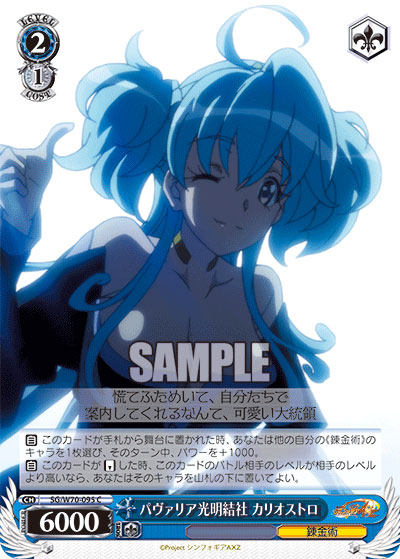 LEVEL
2
1
COST
SAMPLE
慌てふためいて、自分たちで
案内してくれるなんて、可愛い大統領
自 このカードが手札から舞台に置かれた時、あなたは他の自分の《錬金術》の
キャラを1枚選び、そのターン中、パワーを+1000。
自 このカードが【】した時、このカードのバトル相手のレベルが相手のレベル
より高いなら、あなたはそのキャラを山札の下に置いてよい。
CH SG/W70-095 C
パヴァリア光明結社 カリオストロ
6000
錬金術
©Project シンフォギアAXZ